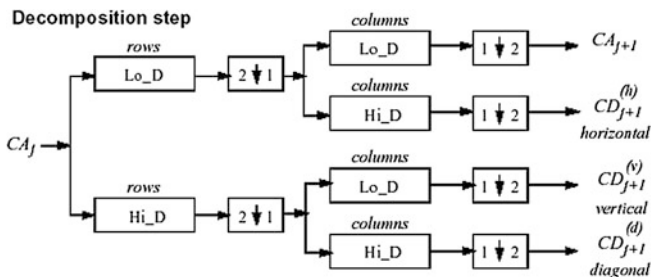 Decomposition step
rows
Lo_D
2 ↓ 1
columns
Lo_D
1 ↓ 2
CA_{j+1}
columns
Hi_D
1 ↓ 2
CD_{j+1}^{(h)}
horizontal
CA_j
rows
Hi_D
2 ↓ 1
columns
Lo_D
1 ↓ 2
CD_{j+1}^{(v)}
vertical
columns
Hi_D
1 ↓ 2
CD_{j+1}^{(d)}
diagonal